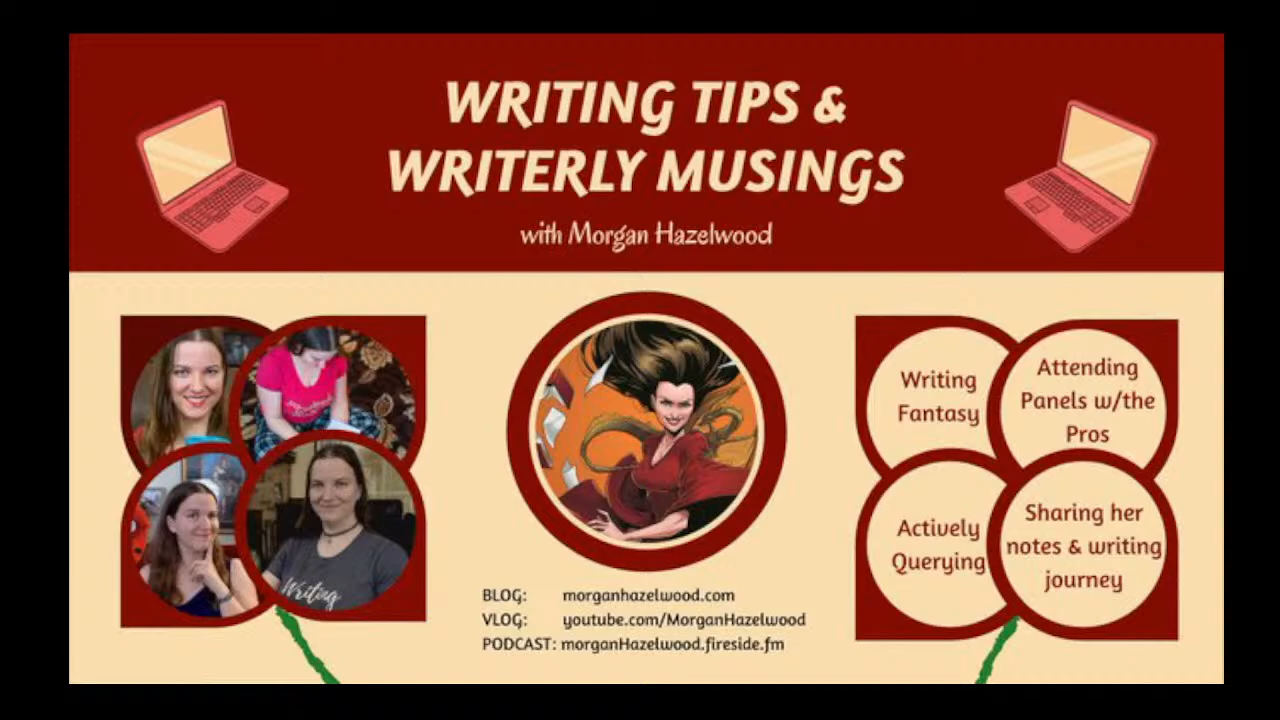 WRITING TIPS &
WRITERLY MUSINGS
with Morgan Hazelwood
Writing
Writing
Fantasy
Attending
Panels w/the
Pros
Actively
Querying
Sharing her
notes & writing
journey
BLOG: morganhazelwood.com
VLOG: youtube.com/MorganHazelwood
PODCAST: morganHazelwood.fireside.fm